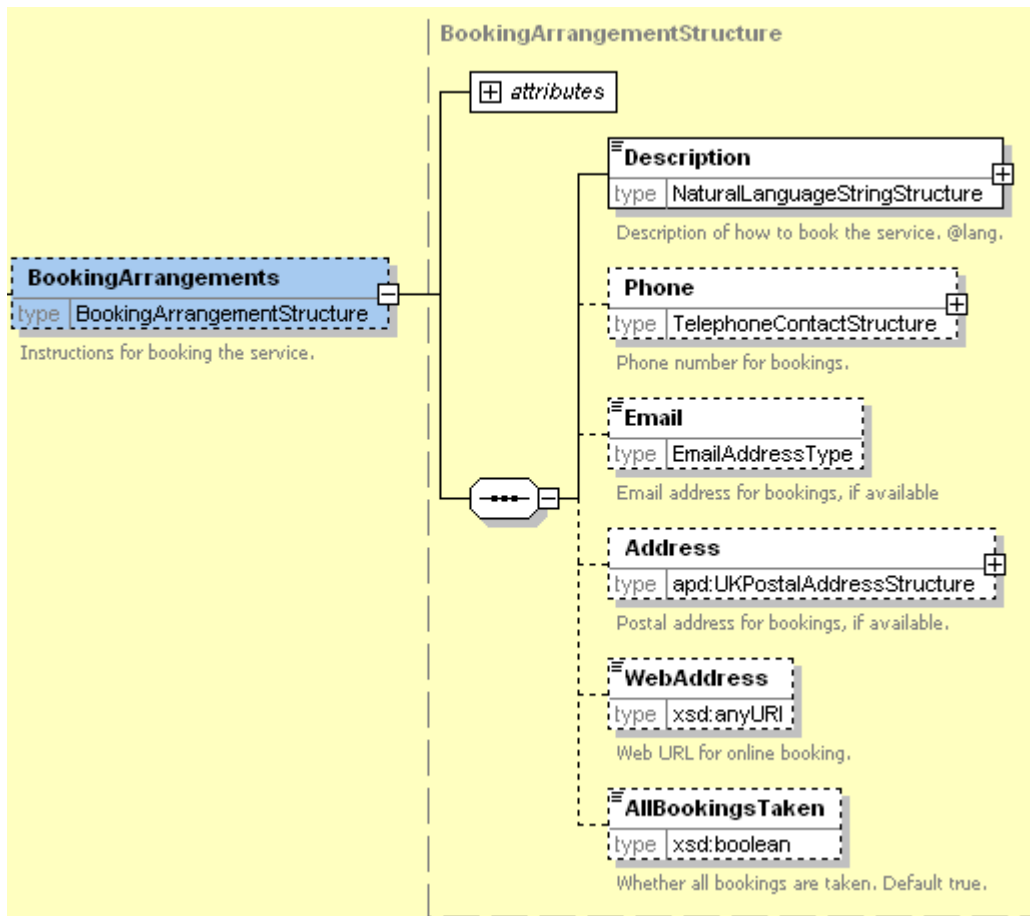 BookingArrangementStructure
attributes
BookingArrangements
type BookingArrangementStructure
Instructions for booking the service.
Description
type NaturalLanguageStringStructure
Description of how to book the service. @lang.
Phone
type TelephoneContactStructure
Phone number for bookings.
Email
type EmailAddressType
Email address for bookings, if available
Address
type apd:UKPostalAddressStructure
Postal address for bookings, if available.
WebAddress
type xsd:anyURI
Web URL for online booking.
AllBookingsTaken
type xsd:boolean
Whether all bookings are taken. Default true.